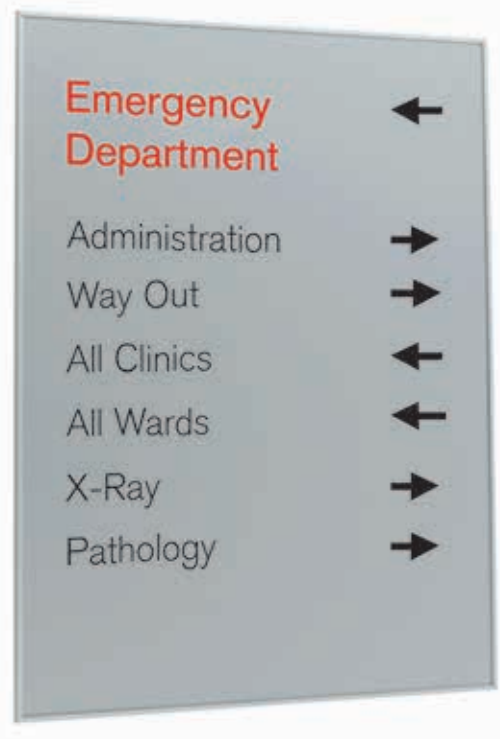 Emergency
Department
Administration
Way Out
All Clinics
All Wards
X-Ray
Pathology